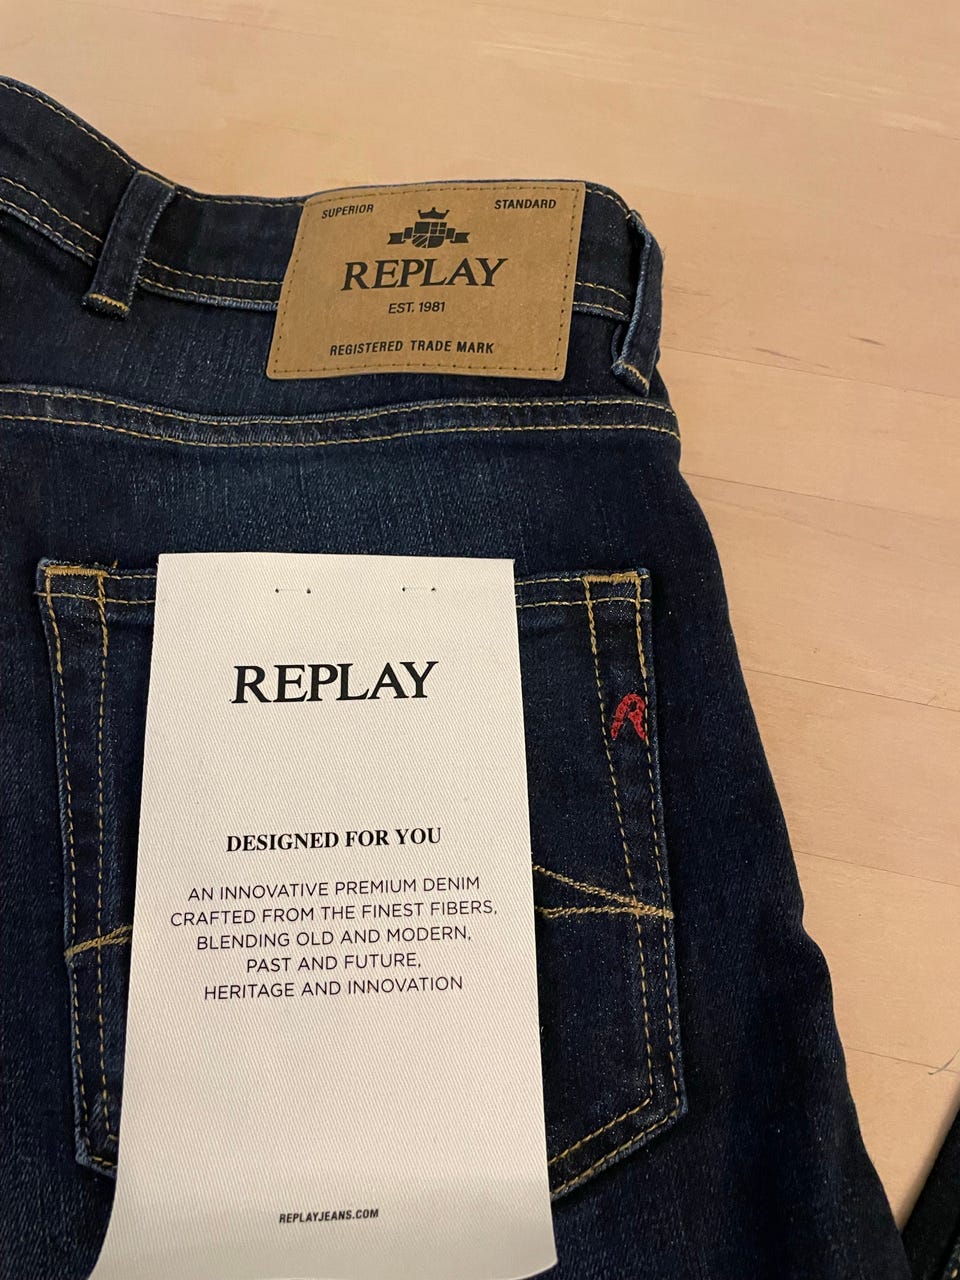 SUPERIOR STANDARD
REPLAY
EST. 1981
REGISTERED TRADE MARK
REPLAY
R
DESIGNED FOR YOU
AN INNOVATIVE PREMIUM DENIM
CRAFTED FROM THE FINEST FIBERS,
BLENDING OLD AND MODERN,
PAST AND FUTURE,
HERITAGE AND INNOVATION
REPLAYJEANS.COM